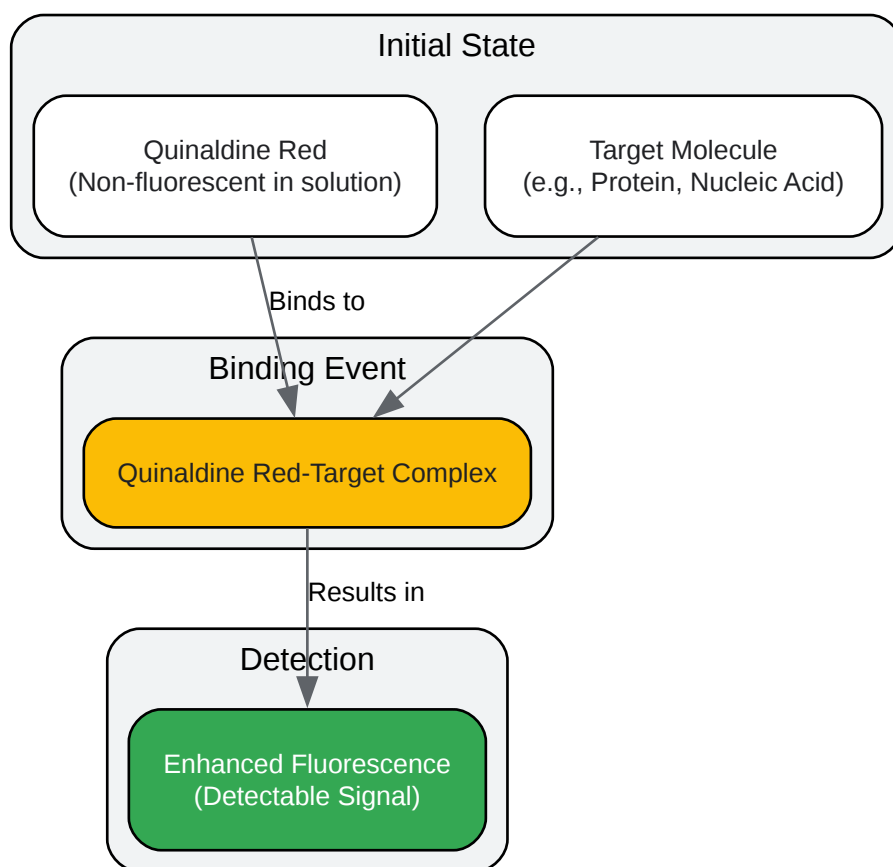 Initial State
Quinaldine Red
(Non-fluorescent in solution)
Target Molecule
(e.g., Protein, Nucleic Acid)
Binds to
Binding Event
Quinaldine Red-Target Complex
Results in
Detection
Enhanced Fluorescence
(Detectable Signal)